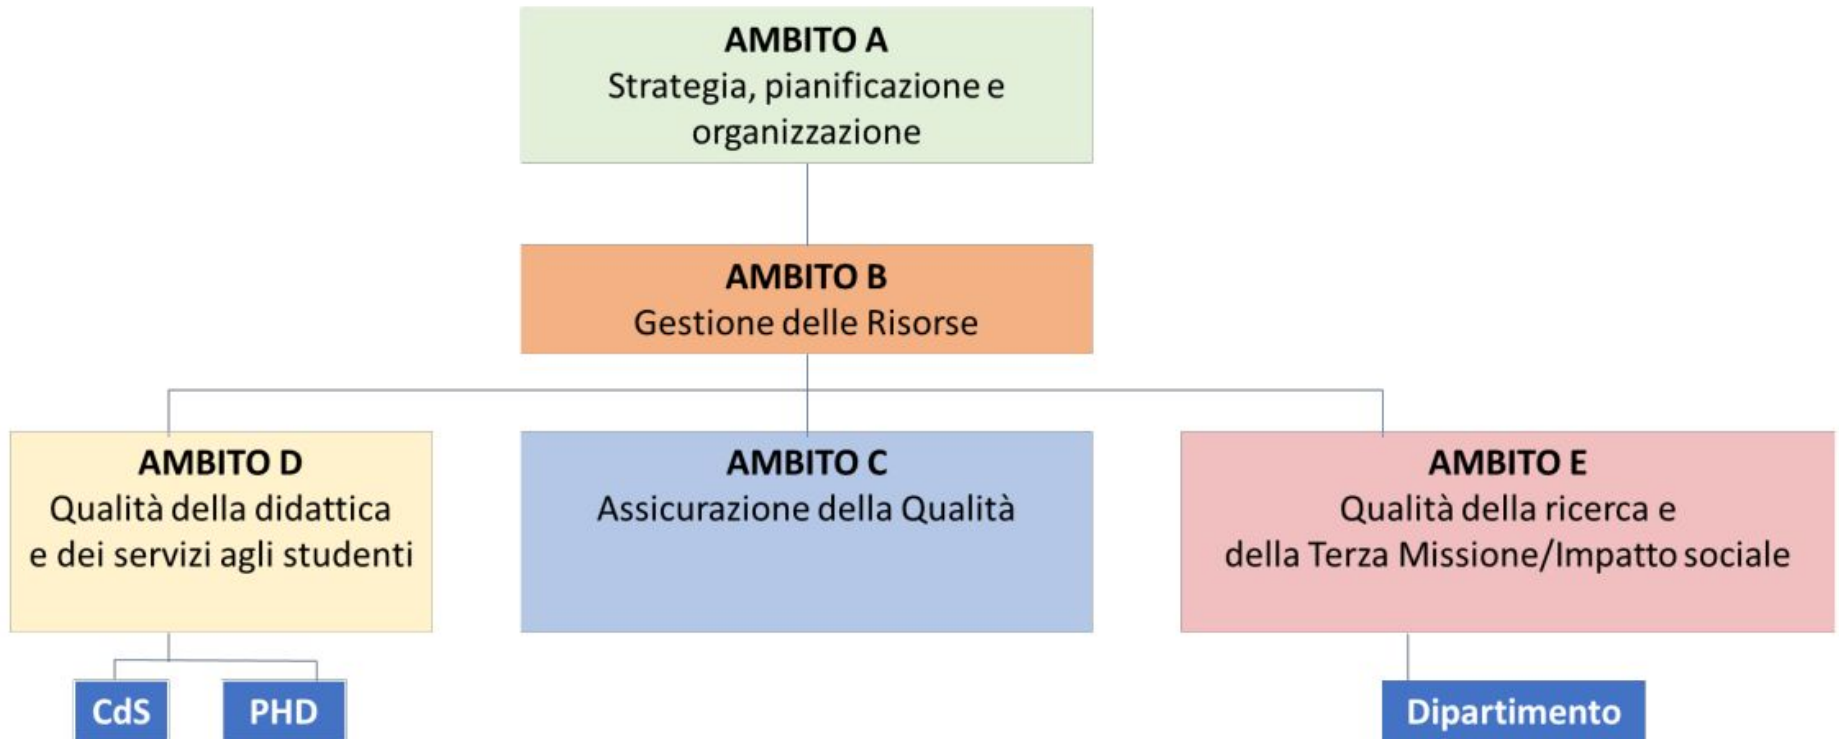 AMBITO A
Strategia, pianificazione e
organizzazione
AMBITO B
Gestione delle Risorse
AMBITO D
Qualità della didattica
e dei servizi agli studenti
AMBITO C
Assicurazione della Qualità
AMBITO E
Qualità della ricerca e
della Terza Missione/Impatto sociale
CdS
PHD
Dipartimento